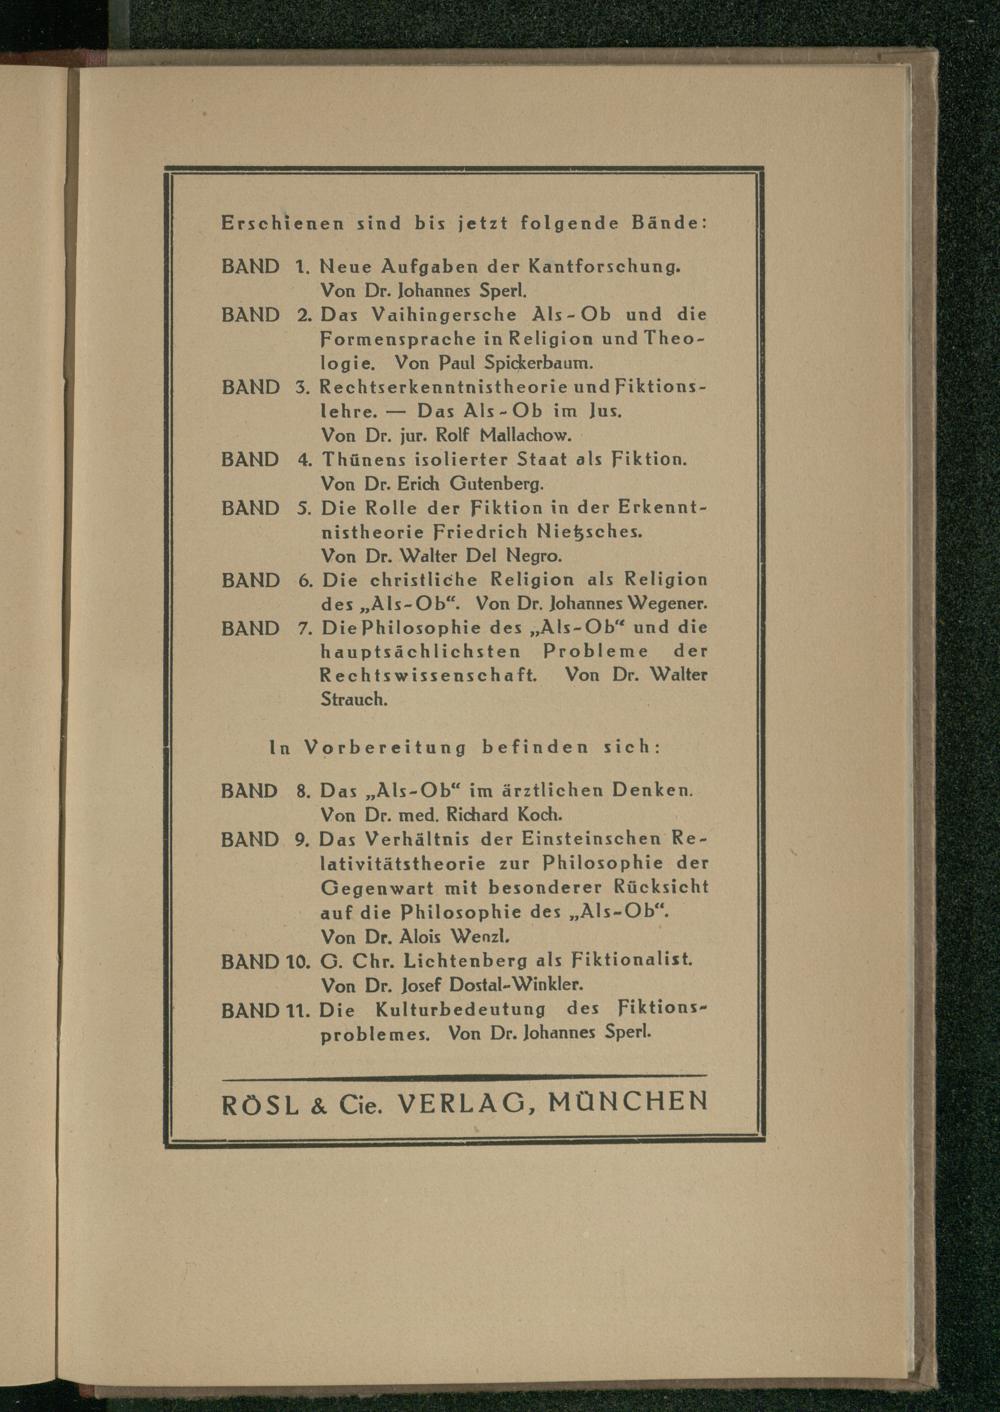 Erschienen sind bis jetzt folgende Bände:
BAND 1. Neue Aufgaben der Kantforschung.
Von Dr. Johannes Sperl.
BAND 2. Das Vaihingersche Als-Ob und die
Formensprache in Religion und Theo-
logie. Von Paul Spickerbaum.
BAND 3. Rechtserkenntnistheorie und Fiktions-
lehre. — Das Als-Ob im Jus.
Von Dr. jur. Rolf Mallachow.
BAND 4. Thünens isolierter Staat als Fiktion.
Von Dr. Erich Gutenberg.
BAND 5. Die Rolle der Fiktion in der Erkennt-
nistheorie Friedrich Nietzsches.
Von Dr. Walter Del Negro.
BAND 6. Die christliche Religion als Religion
des „Als-Ob“. Von Dr. Johannes Wegener.
BAND 7. Die Philosophie des „Als-Ob“ und die
hauptsächlichsten Probleme der
Rechtswissenschaft. Von Dr. Walter
Strauch.
In Vorbereitung befinden sich:
BAND 8. Das „Als-Ob“ im ärztlichen Denken.
Von Dr. med. Richard Koch.
BAND 9. Das Verhältnis der Einsteinschen Re-
lativitätstheorie zur Philosophie der
Gegenwart mit besonderer Rücksicht
auf die Philosophie des „Als-Ob“.
Von Dr. Alois Wenzl.
BAND 10. G. Chr. Lichtenberg als Fiktionalist.
Von Dr. Josef Dostal-Winkler.
BAND 11. Die Kulturbedeutung des Fiktions-
problemes. Von Dr. Johannes Sperl.
RÖSL & Cie. VERLAG, MÜNCHEN